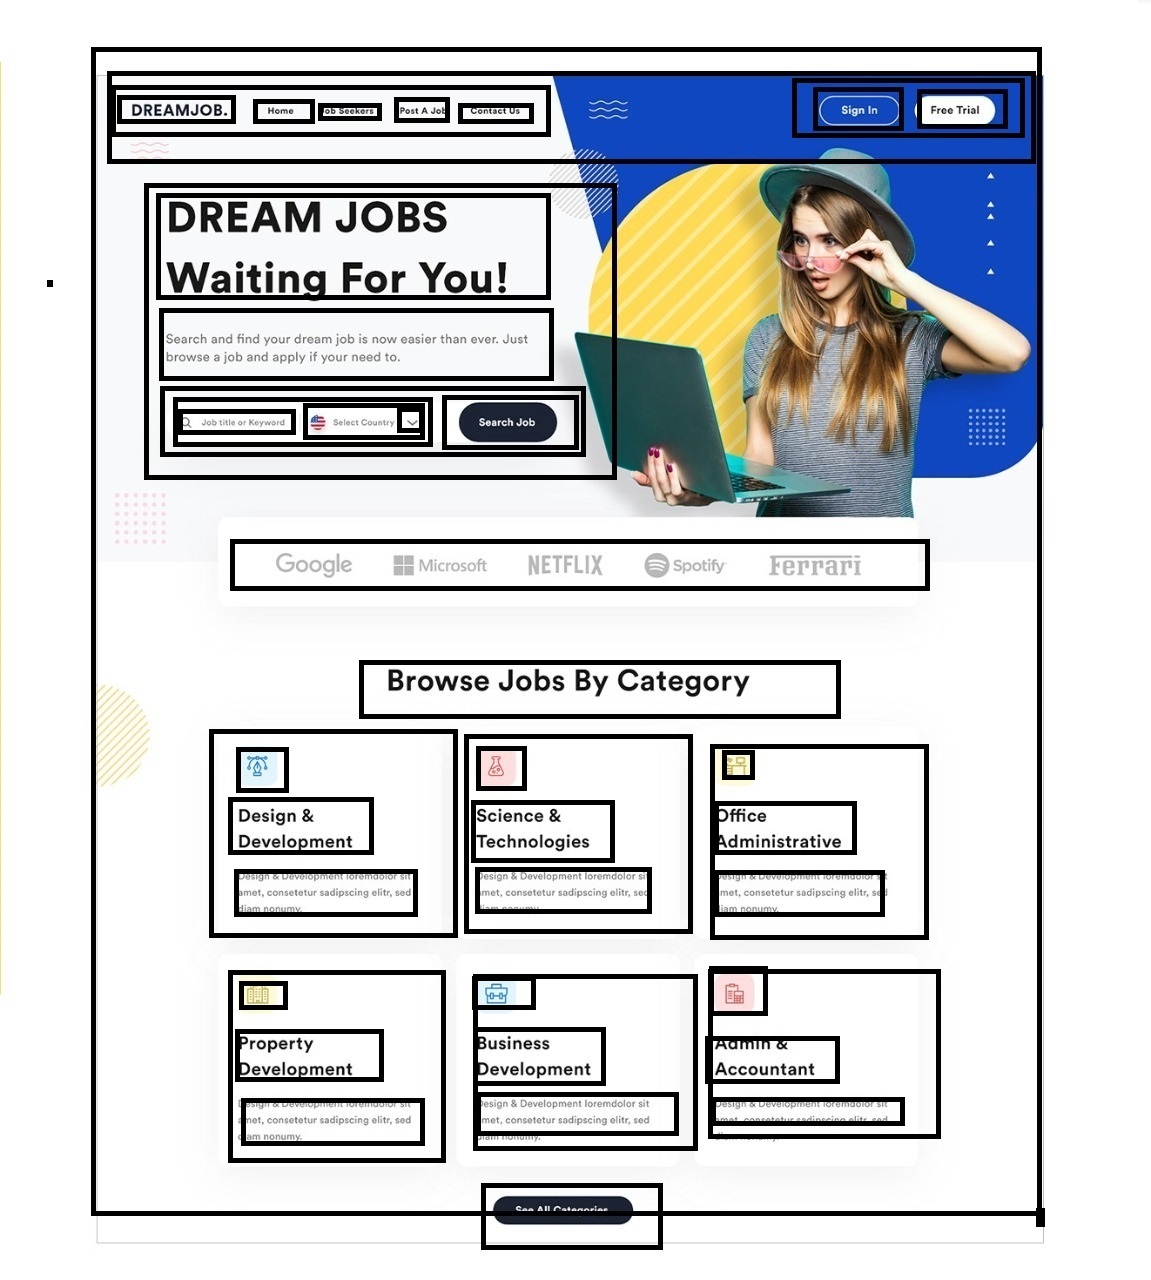 DREAMJOB. Home Job Seekers Post A Job Contact Us Sign In Free Trial
DREAM JOBS
Waiting For You!
Search and find your dream job is now easier than ever. Just
browse a job and apply if your need to.
Job title or Keyword Select Country Search Job
Google Microsoft NETFLIX Spotify Ferrari
Browse Jobs By Category
Design &
Development
Design & Development loremdolor sit
amet, consetetur sadipscing elitr, sed
diam nonumy.
Science &
Technologies
Design & Development loremdolor sit
amet, consetetur sadipscing elitr, sed
diam nonumy.
Office
Administrative
Design & Development loremdolor sit
amet, consetetur sadipscing elitr, sed
diam nonumy.
Property
Development
Design & Development loremdolor sit
amet, consetetur sadipscing elitr, sed
diam nonumy.
Business
Development
Design & Development loremdolor sit
amet, consetetur sadipscing elitr, sed
diam nonumy.
Admin &
Accountant
Design & Development loremdolor sit
amet, consetetur sadipscing elitr, sed
diam nonumy.
See All Categories